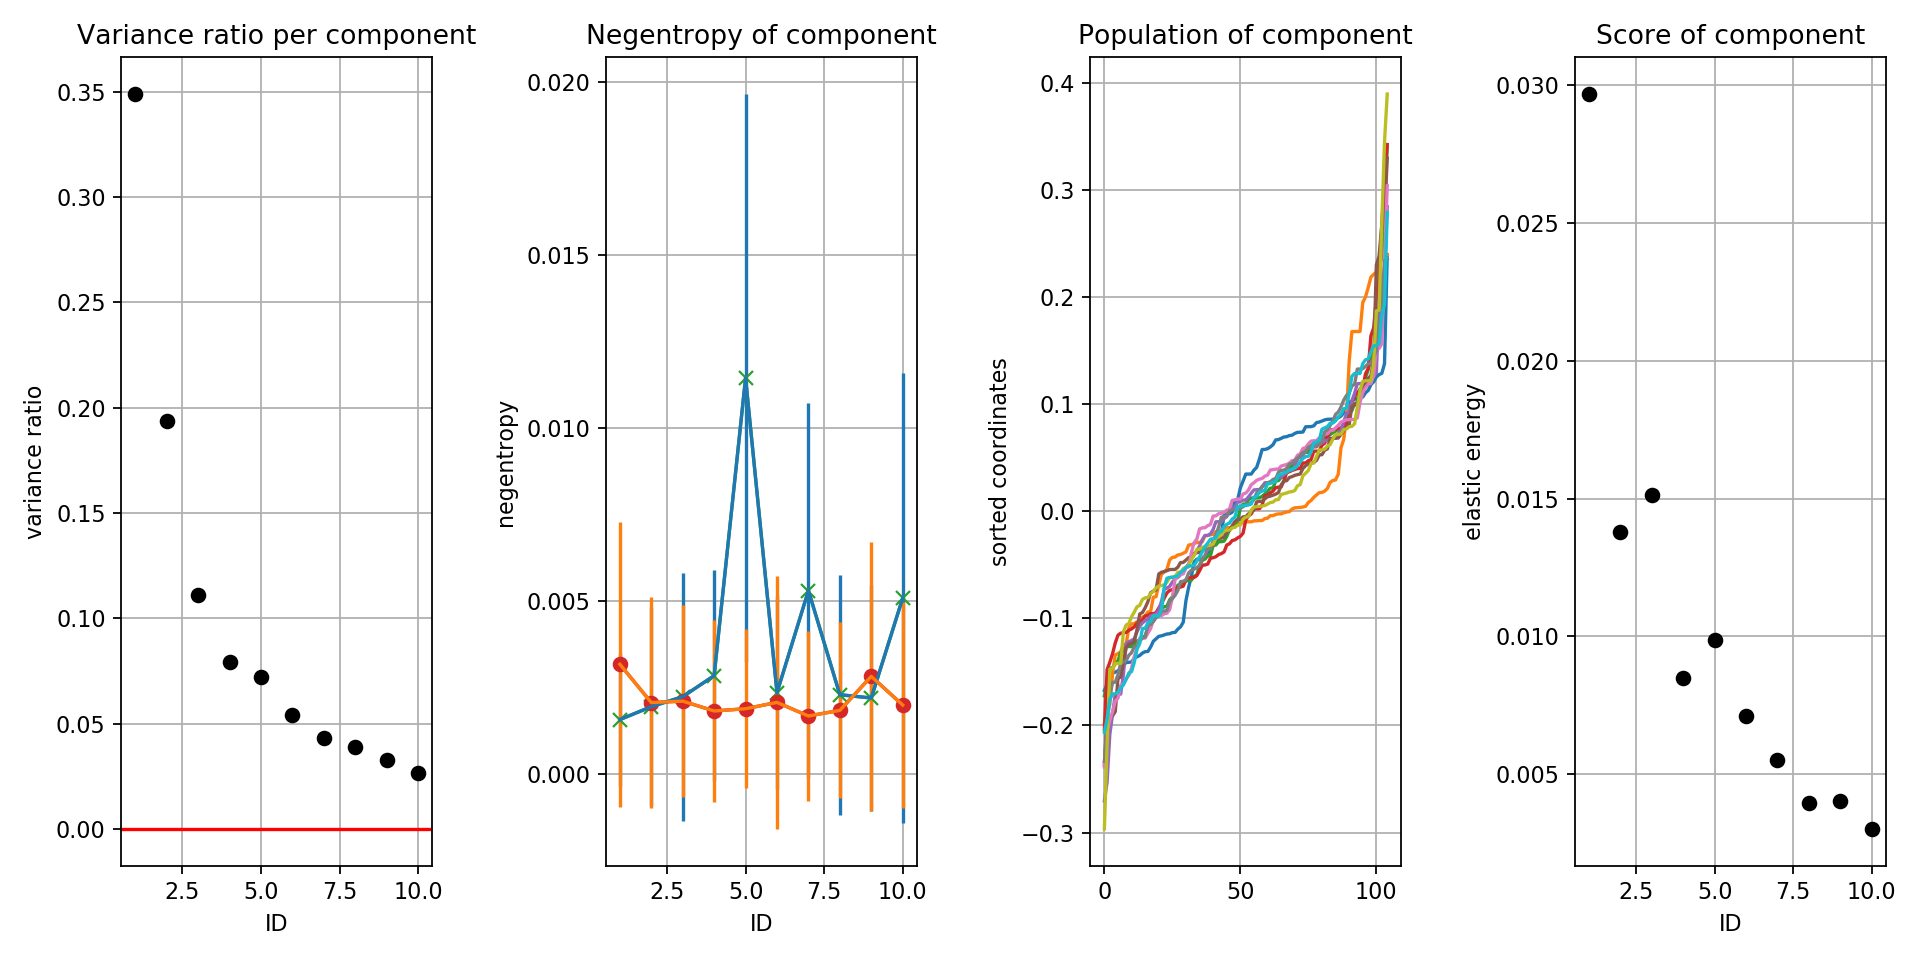 Variance ratio per component
0.35
0.30
0.25
0.20
0.15
0.10
0.05
0.00
variance ratio
2.5 5.0 7.5 10.0
ID
Negentropy of component
0.020
0.015
0.010
0.005
0.000
negentropy
2.5 5.0 7.5 10.0
ID
Population of component
0.4
0.3
0.2
0.1
0.0
−0.1
−0.2
−0.3
sorted coordinates
0 50 100
Score of component
0.030
0.025
0.020
0.015
0.010
0.005
elastic energy
2.5 5.0 7.5 10.0
ID